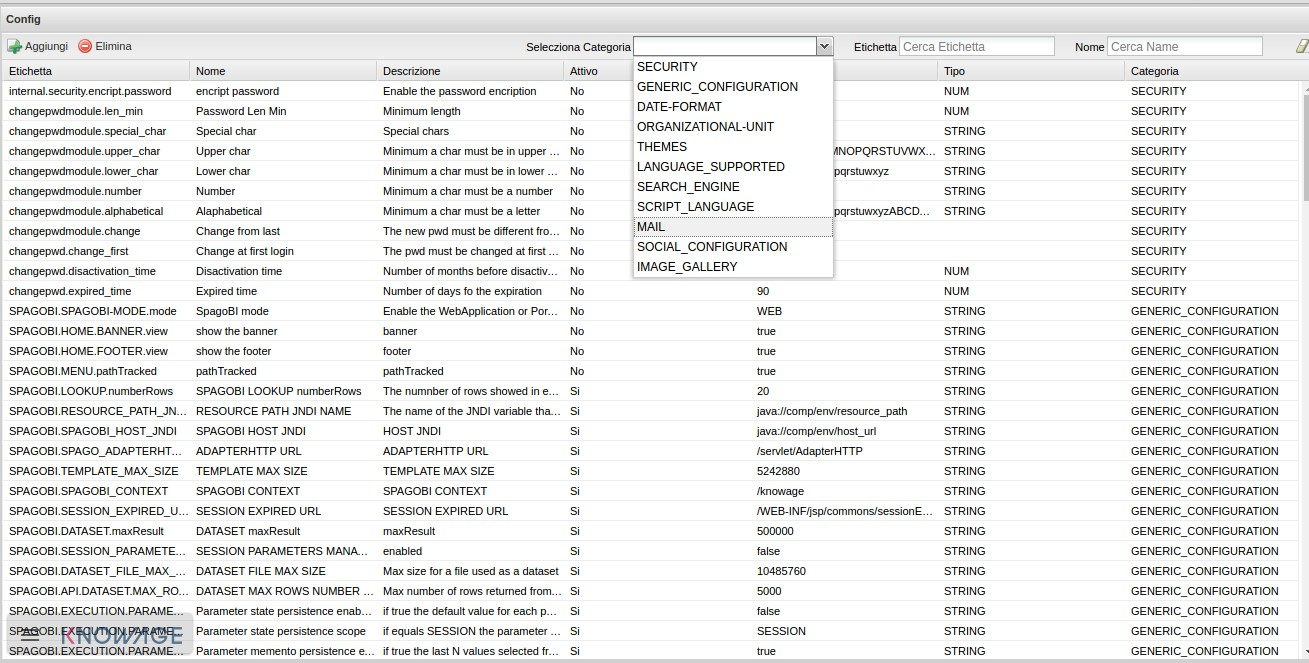 Config
Aggiungi Elimina Selecziona Categoria Etichetta Cerca Etichetta Nome Cerca Name
Etichetta Nome Descrizione Attivo Tipo Categoria
SECURITY
GENERIC_CONFIGURATION
DATE-FORMAT
ORGANIZATIONAL-UNIT
THEMES
LANGUAGE_SUPPORTED
SEARCH_ENGINE
SCRIPT_LANGUAGE
MAIL
SOCIAL_CONFIGURATION
IMAGE_GALLERY
internal.security.encript.password encript password Enable the password encription No NUM SECURITY
changepwdmodule.len_min Password Len Min Minimum length No NUM SECURITY
changepwdmodule.special_char Special char Special chars No STRING SECURITY
changepwdmodule.upper_char Upper char Minimum a char must be in upper ... No MNOPQRSTUVWX... STRING SECURITY
changepwdmodule.lower_char Lower char Minimum a char must be in lower ... No pqrstuwxyz STRING SECURITY
changepwdmodule.number Number Minimum a char must be a number No STRING SECURITY
changepwdmodule.alphabetical Alaphabetical Minimum a char must be a letter No pqrstuwxyzABCD... STRING SECURITY
changepwdmodule.change Change from last The new pwd must be different fro... No SECURITY
changepwd.change_first Change at first login The pwd must be changed at first ... No SECURITY
changepwd.disactivation_time Disactivation time Number of months before disactiv... No NUM SECURITY
changepwd.expired_time Expired time Number of days fo the expiration No 90 NUM SECURITY
SPAGOBI.SPAGOBI-MODE.mode SpagoBI mode Enable the WebApplication or Por... No WEB STRING GENERIC_CONFIGURATION
SPAGOBI.HOME.BANNER.view show the banner banner No true STRING GENERIC_CONFIGURATION
SPAGOBI.HOME.FOOTER.view show the footer footer No true STRING GENERIC_CONFIGURATION
SPAGOBI.MENU.pathTracked pathTracked pathTracked No true STRING GENERIC_CONFIGURATION
SPAGOBI.LOOKUP.numberRows SPAGOBI LOOKUP numberRows The numnber of rows showed in e... Si 20 STRING GENERIC_CONFIGURATION
SPAGOBI.RESOURCE_PATH_JN... RESOURCE PATH JNDI NAME The name of the JNDI variable tha... Si java://comp/env/resource_path STRING GENERIC_CONFIGURATION
SPAGOBI.SPAGOBI_HOST_JNDI SPAGOBI HOST JNDI HOST JNDI Si java://comp/env/host_url STRING GENERIC_CONFIGURATION
SPAGOBI.SPAGO_ADAPTERHT... ADAPTERHTTP URL ADAPTERHTTP URL Si /servlet/AdapterHTTP STRING GENERIC_CONFIGURATION
SPAGOBI.TEMPLATE_MAX_SIZE TEMPLATE MAX SIZE TEMPLATE MAX SIZE Si 5242880 STRING GENERIC_CONFIGURATION
SPAGOBI.SPAGOBI_CONTEXT SPAGOBI CONTEXT SPAGOBI CONTEXT Si /knowage STRING GENERIC_CONFIGURATION
SPAGOBI.SESSION_EXPIRED_U... SESSION EXPIRED URL SESSION EXPIRED URL Si /WEB-INF/jsp/commons/sessionE... STRING GENERIC_CONFIGURATION
SPAGOBI.DATASET.maxResult DATASET maxResult maxResult Si 500000 STRING GENERIC_CONFIGURATION
SPAGOBI.SESSION_PARAMETE... SESSION PARAMETERS MANA... enabled Si false STRING GENERIC_CONFIGURATION
SPAGOBI.DATASET_FILE_MAX_... DATASET FILE MAX SIZE Max size for a file used as a dataset Si 10485760 STRING GENERIC_CONFIGURATION
SPAGOBI.API.DATASET.MAX_RO... DATASET MAX ROWS NUMBER ... Max number of rows returned from... Si 5000 STRING GENERIC_CONFIGURATION
SPAGOBI.EXECUTION.PARAME... Parameter state persistence enab... if true the default value for each p... Si false STRING GENERIC_CONFIGURATION
SPAGOBI.EXECUTION.PARAME... Parameter state persistence scope if equals SESSION the parameter ... Si SESSION STRING GENERIC_CONFIGURATION
KNOWAGE
SPAGOBI.EXECUTION.PARAME... Parameter memento persistence e... if true the last N values selected fr... Si true STRING GENERIC_CONFIGURATION